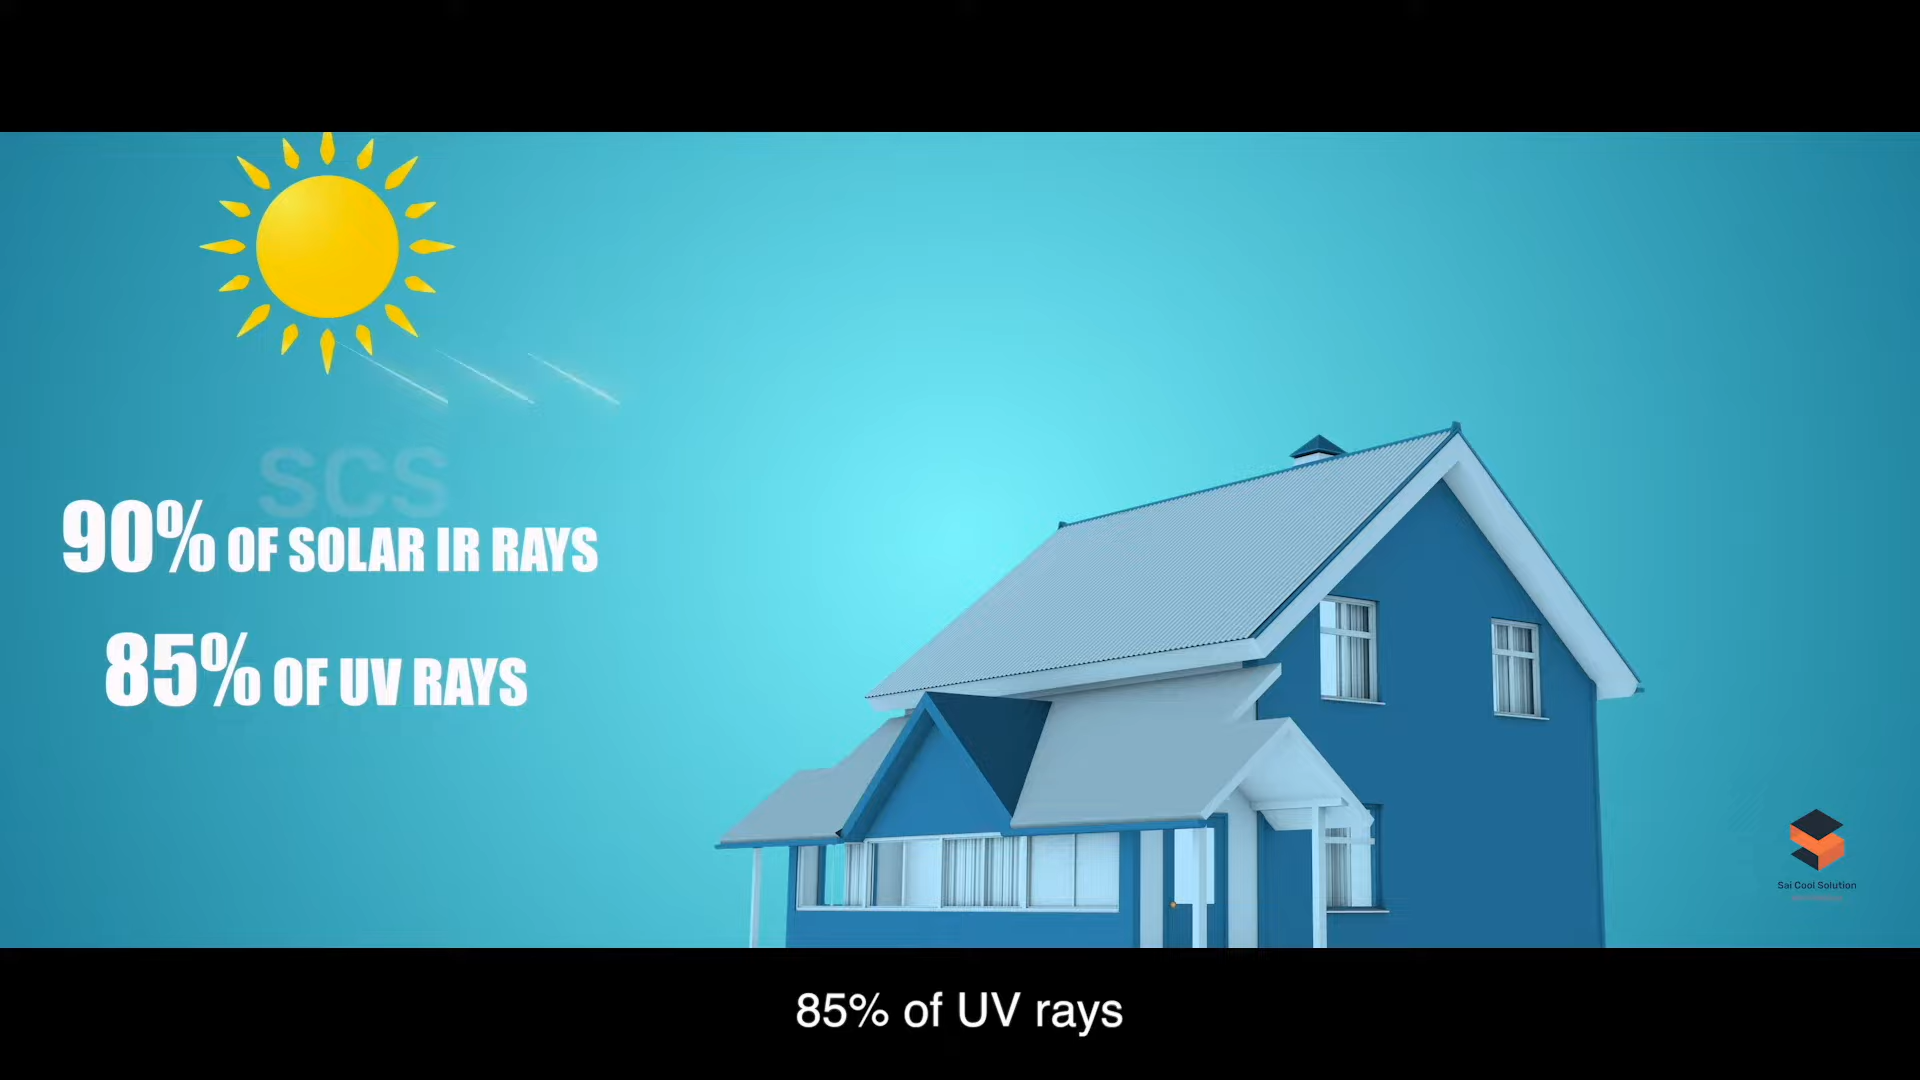 SCS
90% OF SOLAR IR RAYS
85% OF UV RAYS
Sai Cool Solution
85% of UV rays